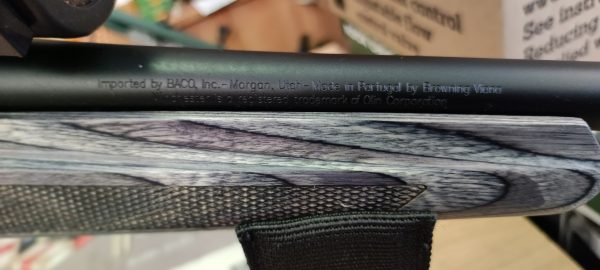 control
See instru
Reducing
Imported by BACO, Inc.-Morgan, Utah-Made in Portugal by Browning Viana
Winchester is a registered trademark of Olin Corporation